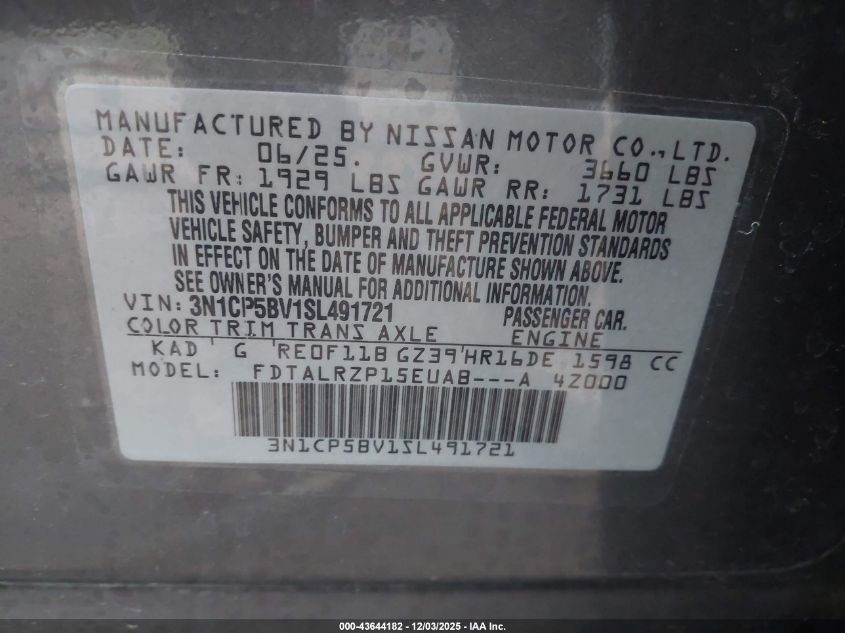 MANUFACTURED BY NISSAN MOTOR CO.,LTD.
DATE: 06/25. GVWR: 3660 LBS
GAWR FR: 1929 LBS GAWR RR: 1731 LBS
THIS VEHICLE CONFORMS TO ALL APPLICABLE FEDERAL MOTOR
VEHICLE SAFETY, BUMPER AND THEFT PREVENTION STANDARDS
IN EFFECT ON THE DATE OF MANUFACTURE SHOWN ABOVE.
SEE OWNER'S MANUAL FOR ADDITIONAL INFORMATION.
VIN: 3N1CP5BV1SL491721 PASSENGER CAR.
COLOR TRIM TRANS AXLE ENGINE
KAD G RE0F11B GZ39 HR16DE 1598 CC
MODEL: FDTALRZP15EUAB---A 4Z000
3N1CP5BV1SL491721
000-43644182 - 12/03/2025 - IAA Inc.